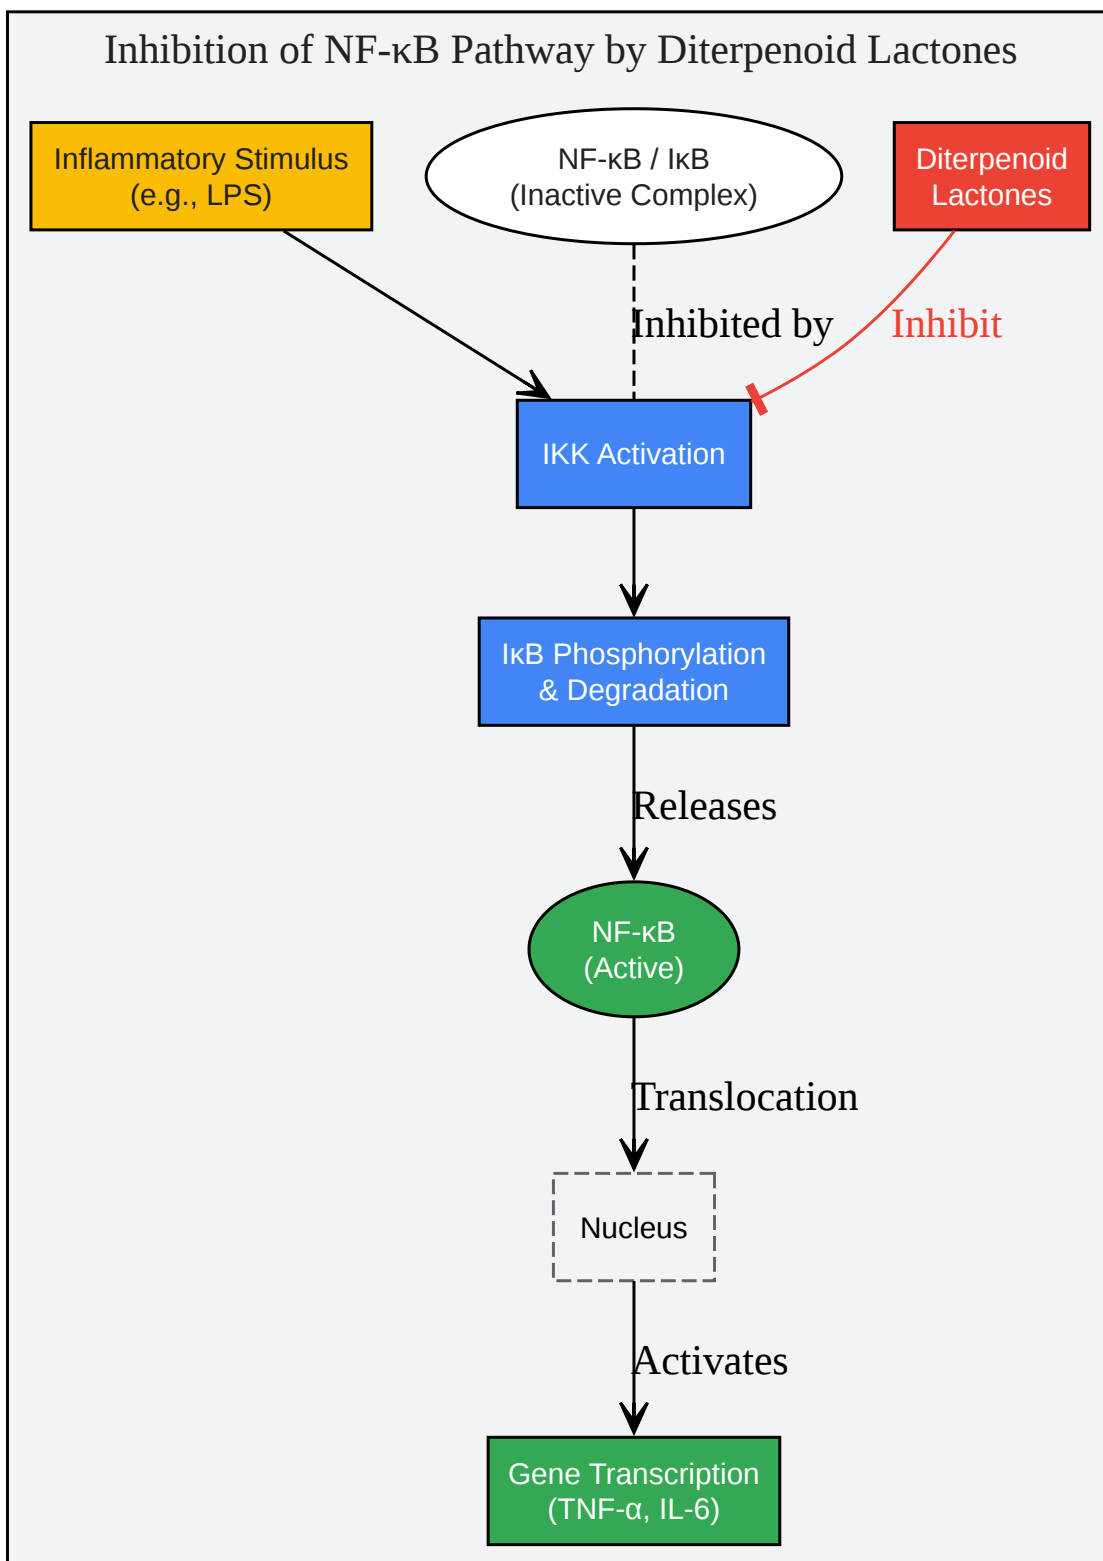 Inhibition of NF-κB Pathway by Diterpenoid Lactones
Inflammatory Stimulus
(e.g., LPS)
NF-κB / IκB
(Inactive Complex)
Diterpenoid
Lactones
Inhibited by
Inhibit
IKK Activation
IκB Phosphorylation
& Degradation
Releases
NF-κB
(Active)
Translocation
Nucleus
Activates
Gene Transcription
(TNF-α, IL-6)